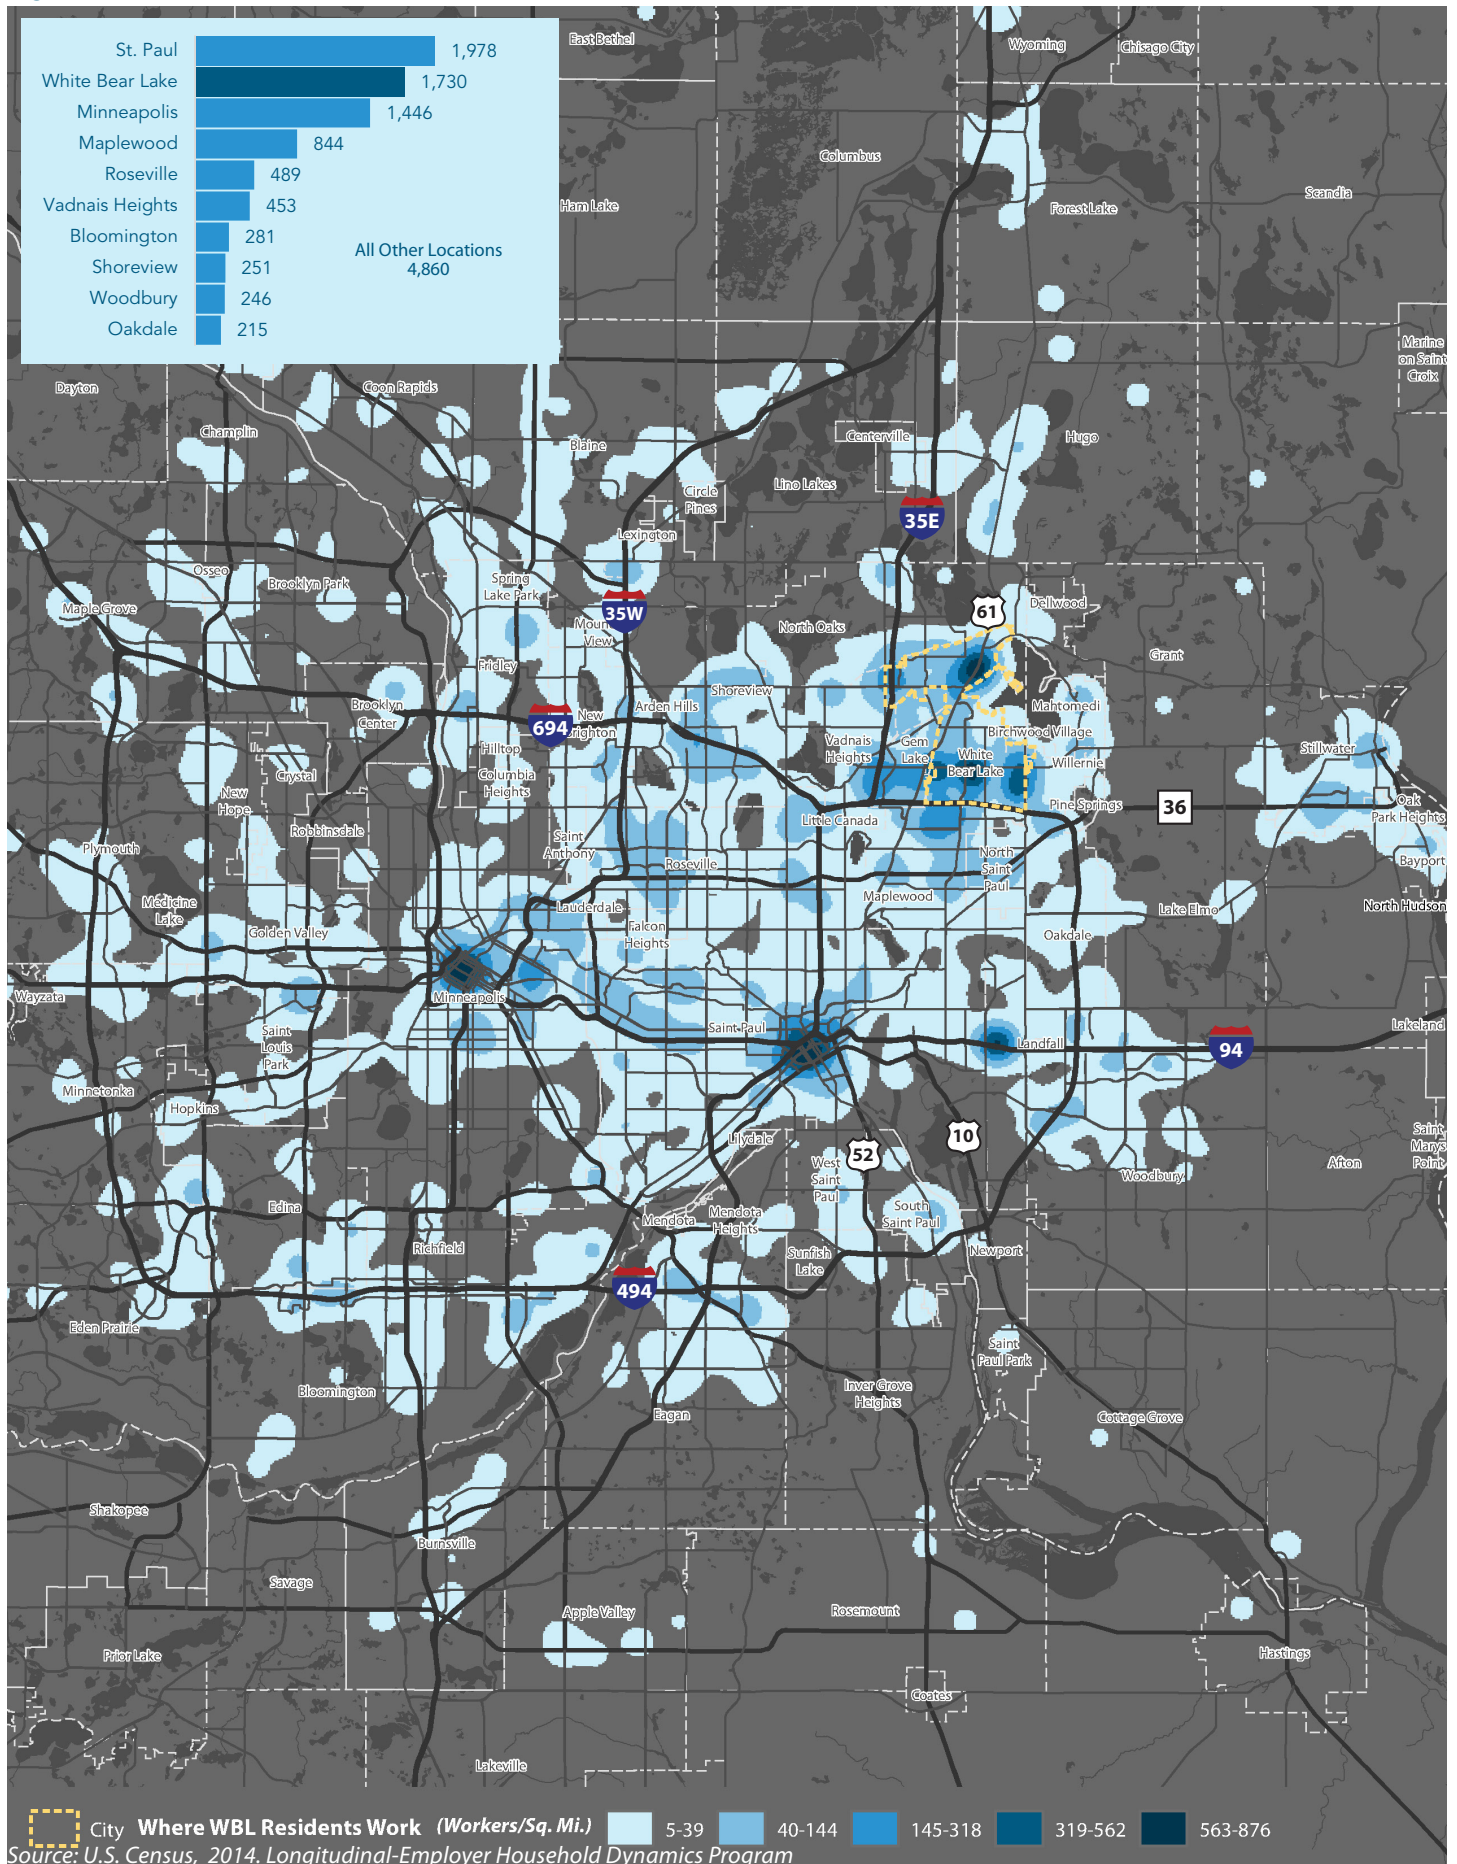 St. Paul 1,978
White Bear Lake 1,730
Minneapolis 1,446
Maplewood 844
Roseville 489
Vadnais Heights 453
Bloomington 281
Shoreview 251
Woodbury 246
Oakdale 215
All Other Locations
4,860
East Bethel
Wyoming
Chisago City
Columbus
Scandia
Ham Lake
Forest Lake
Marine
on Saint
Croix
Dayton
Coon Rapids
Champlin
Blaine
Centerville
Hugo
Circle
Pines
Lino Lakes
35E
Lexington
Osseo
Brooklyn Park
Spring
Lake Park
Maple Grove
35W
61
Dellwood
Mound
View
North Oaks
Grant
Fridley
Shoreview
Brooklyn
Center
Arden Hills
Mahtomedi
694
New
Brighton
Birchwood Village
Hilltop
Vadnais
Heights
Gem
Lake
White
Bear Lake
Willernie
Stillwater
Crystal
Columbia
Heights
New
Hope
Pine Springs
36
Oak
Park Heights
Robbinsdale
Little Canada
Plymouth
Saint
Anthony
Roseville
North
Saint
Paul
Bayport
Medicine
Lake
Lauderdale
Maplewood
Lake Elmo
North Hudson
Golden Valley
Falcon
Heights
Oakdale
Wayzata
Minneapolis
Saint Paul
Lakeland
Saint
Louis
Park
Landfall
94
Minnetonka
Hopkins
Lilydale
52
10
Saint
Marys
Point
West
Saint
Paul
Afton
Woodbury
Edina
Mendota
Mendota
Heights
South
Saint Paul
Richfield
Sunfish
Lake
Newport
494
Eden Prairie
Saint
Paul Park
Bloomington
Inver Grove
Heights
Eagan
Cottage Grove
Shakopee
Burnsville
Savage
Apple Valley
Rosemount
Prior Lake
Hastings
Coates
Lakeville
City Where WBL Residents Work (Workers/Sq. Mi.) 5-39 40-144 145-318 319-562 563-876
Source: U.S. Census, 2014. Longitudinal-Employer Household Dynamics Program